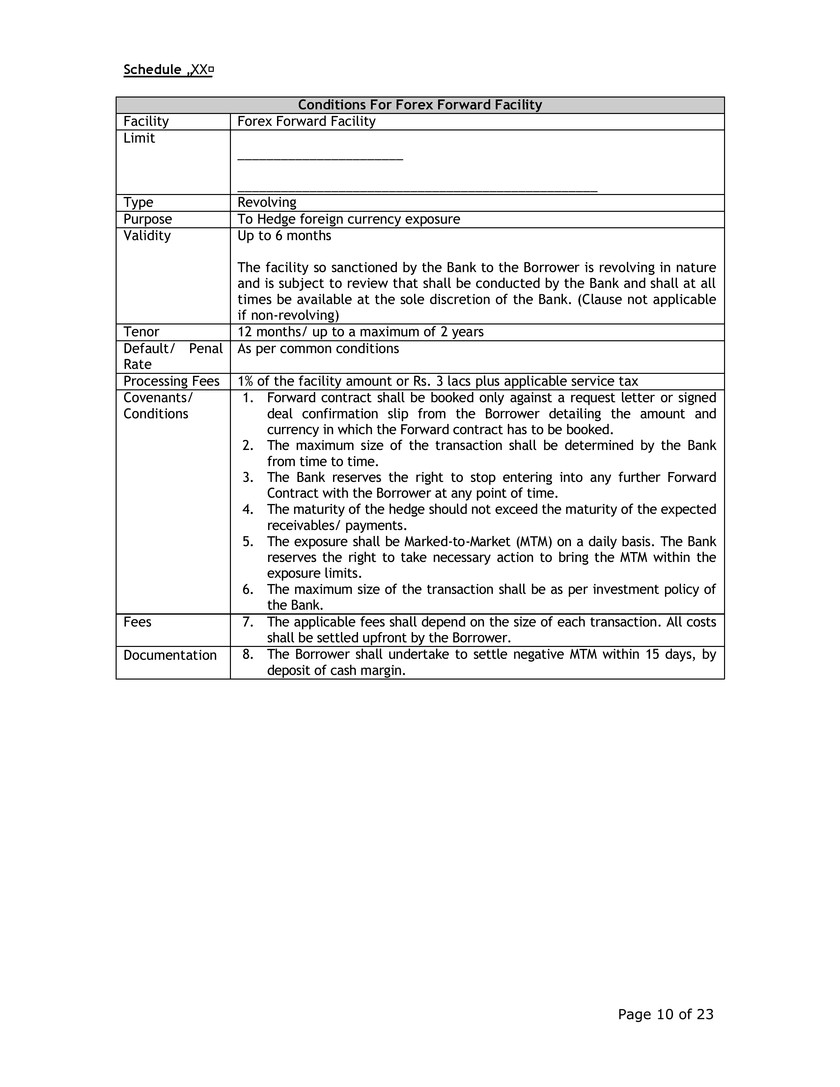 Schedule „XX¤
Conditions For Forex Forward Facility
Facility Forex Forward Facility
Limit
_______________________
__________________________________________________
Type Revolving
Purpose To Hedge foreign currency exposure
Validity Up to 6 months
The facility so sanctioned by the Bank to the Borrower is revolving in nature
and is subject to review that shall be conducted by the Bank and shall at all
times be available at the sole discretion of the Bank. (Clause not applicable
if non-revolving)
Tenor 12 months/ up to a maximum of 2 years
Default/ Penal As per common conditions
Rate
Processing Fees 1% of the facility amount or Rs. 3 lacs plus applicable service tax
Covenants/ 1. Forward contract shall be booked only against a request letter or signed
Conditions deal confirmation slip from the Borrower detailing the amount and
currency in which the Forward contract has to be booked.
2. The maximum size of the transaction shall be determined by the Bank
from time to time.
3. The Bank reserves the right to stop entering into any further Forward
Contract with the Borrower at any point of time.
4. The maturity of the hedge should not exceed the maturity of the expected
receivables/ payments.
5. The exposure shall be Marked-to-Market (MTM) on a daily basis. The Bank
reserves the right to take necessary action to bring the MTM within the
exposure limits.
6. The maximum size of the transaction shall be as per investment policy of
the Bank.
Fees 7. The applicable fees shall depend on the size of each transaction. All costs
shall be settled upfront by the Borrower.
Documentation 8. The Borrower shall undertake to settle negative MTM within 15 days, by
deposit of cash margin.
Page 10 of 23